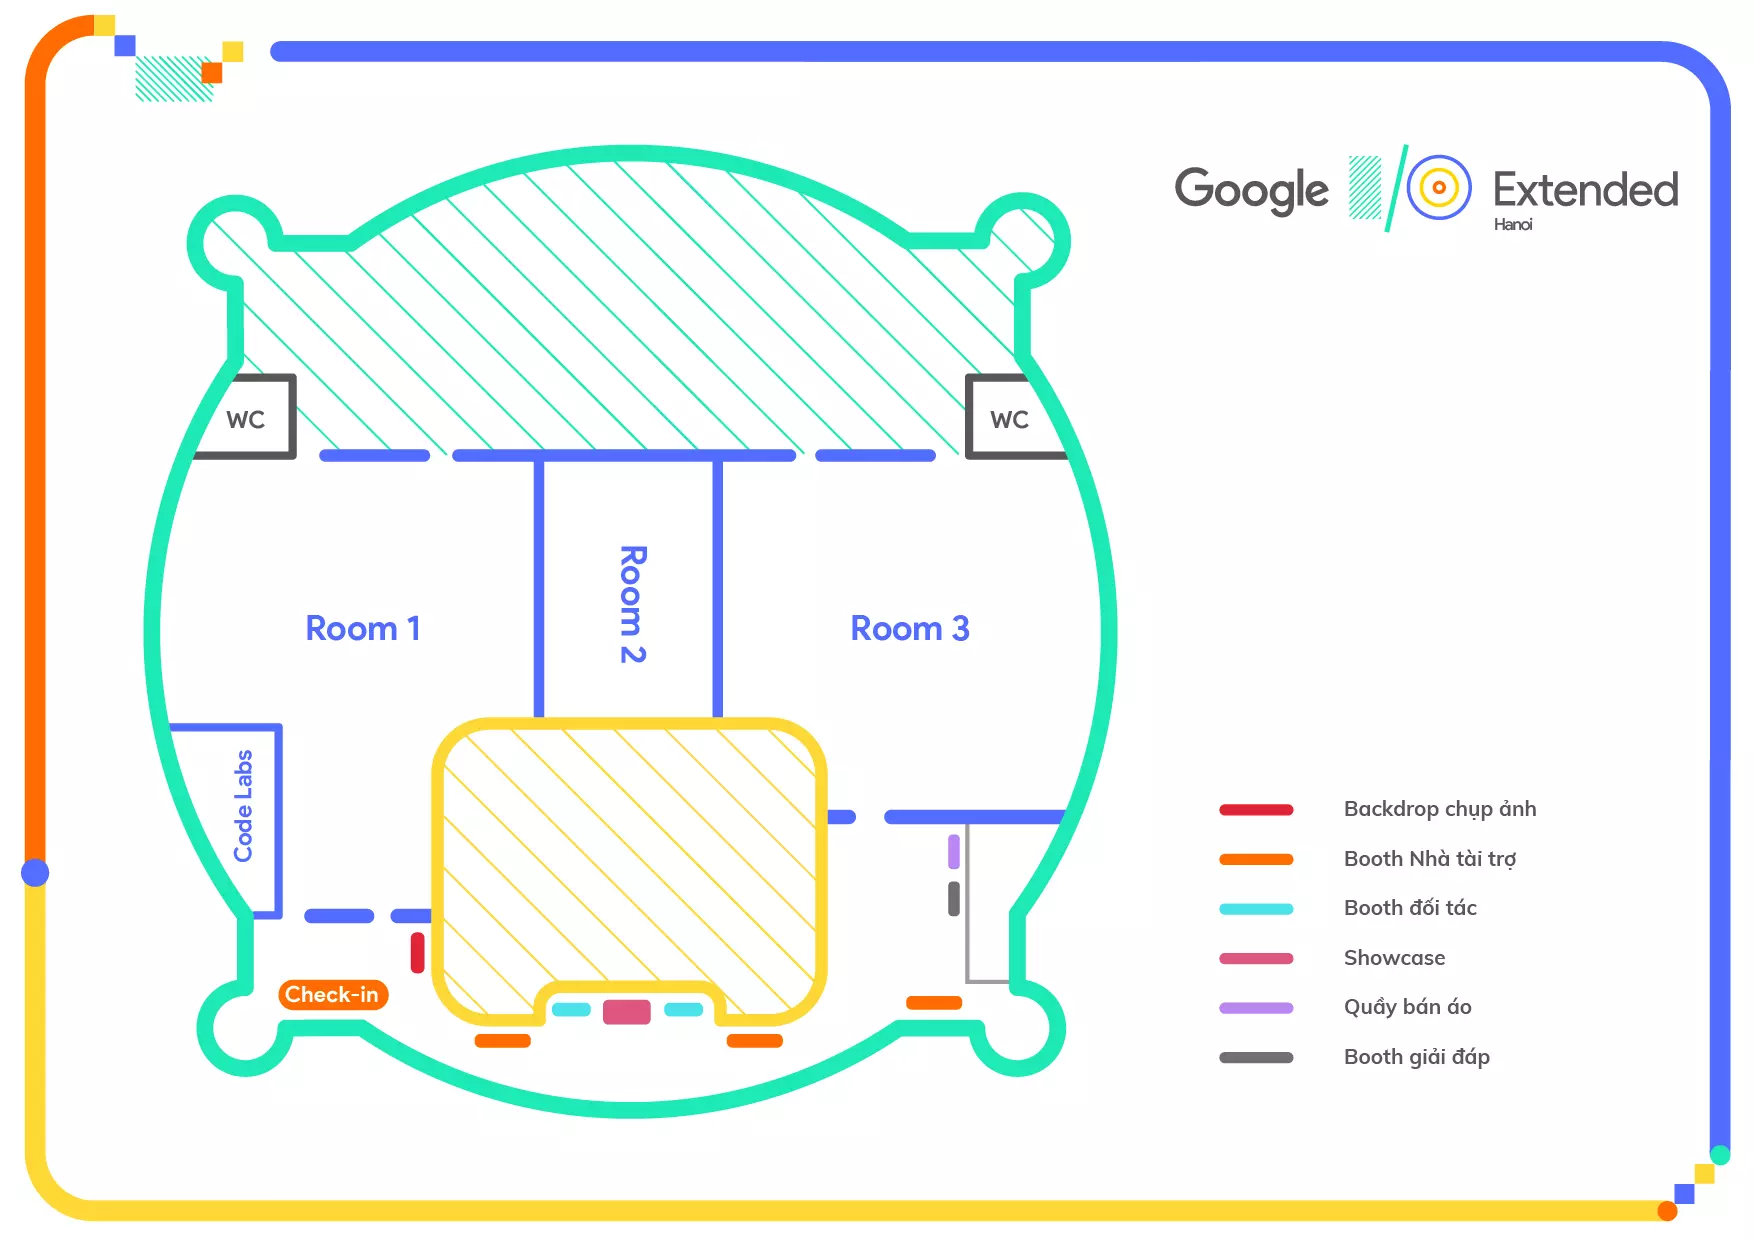 Google I/O Extended
Hanoi
WC
WC
Room 1
Room 2
Room 3
Code Labs
Check-in
Backdrop chụp ảnh
Booth Nhà tài trợ
Booth đối tác
Showcase
Quầy bán áo
Booth giải đáp